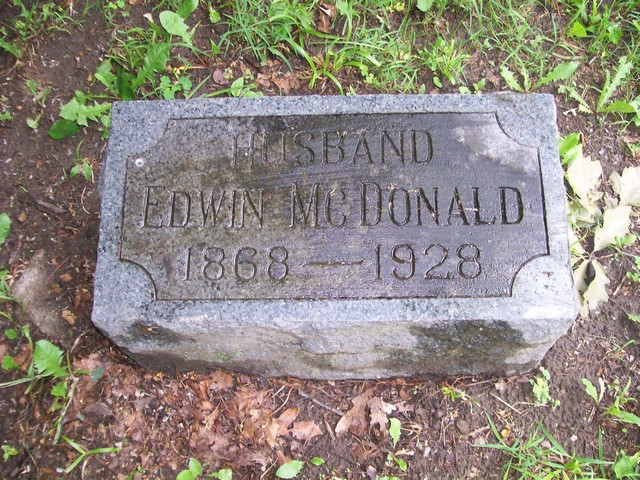 HUSBAND
EDWIN McDONALD
1868 — 1928